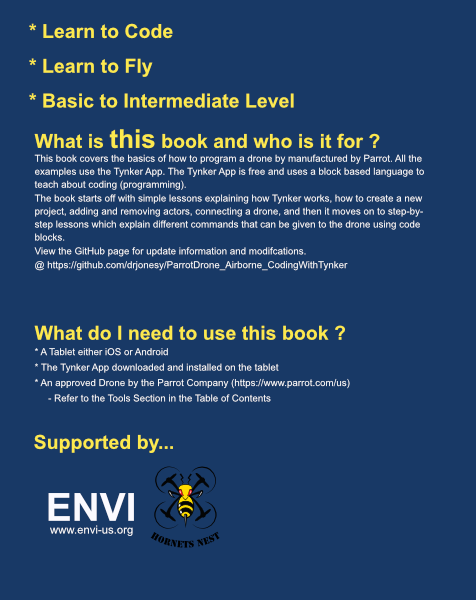 * Learn to Code
* Learn to Fly
* Basic to Intermediate Level
What is this book and who is it for ?
This book covers the basics of how to program a drone by manufactured by Parrot. All the
examples use the Tynker App. The Tynker App is free and uses a block based language to
teach about coding (programming).
The book starts off with simple lessons explaining how Tynker works, how to create a new
project, adding and removing actors, connecting a drone, and then it moves on to step-by-
step lessons which explain different commands that can be given to the drone using code
blocks.
View the GitHub page for update information and modifcations.
@ https://github.com/drjonesy/ParrotDrone_Airborne_CodingWithTynker
What do I need to use this book ?
* A Tablet either iOS or Android
* The Tynker App downloaded and installed on the tablet
* An approved Drone by the Parrot Company (https://www.parrot.com/us)
- Refer to the Tools Section in the Table of Contents
Supported by...
ENVI
www.envi-us.org
HORNETS NEST